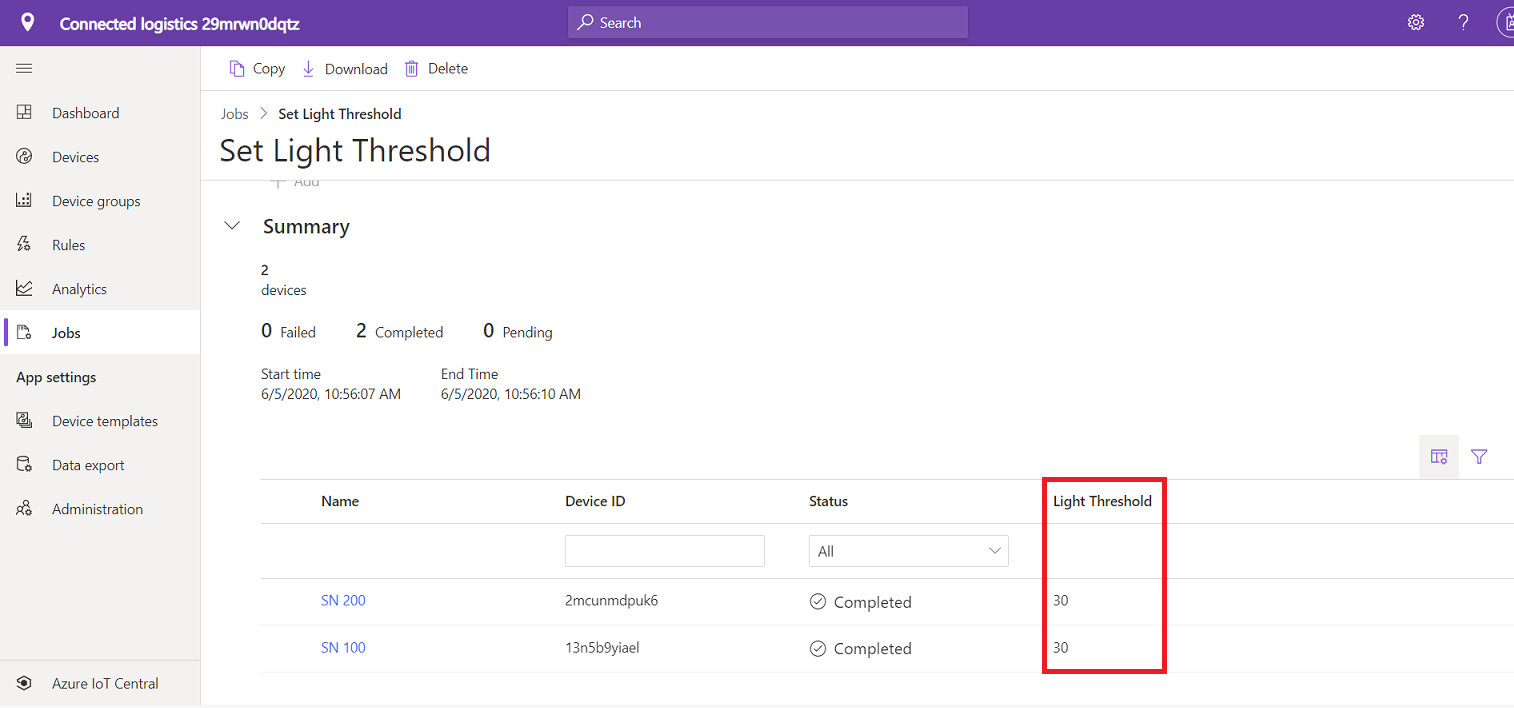 Connected logistics 29mrwn0dqtz
Search
?
Copy
Download
Delete
Dashboard
Devices
Device groups
Rules
Analytics
Jobs
App settings
Device templates
Data export
Administration
Azure IoT Central
Jobs > Set Light Threshold
Set Light Threshold
Add
Summary
2
devices
0 Failed 2 Completed 0 Pending
Start time End Time
6/5/2020, 10:56:07 AM 6/5/2020, 10:56:10 AM
Name Device ID Status Light Threshold
All
SN 200 2mcunmdpuk6 Completed 30
SN 100 13n5b9yiael Completed 30